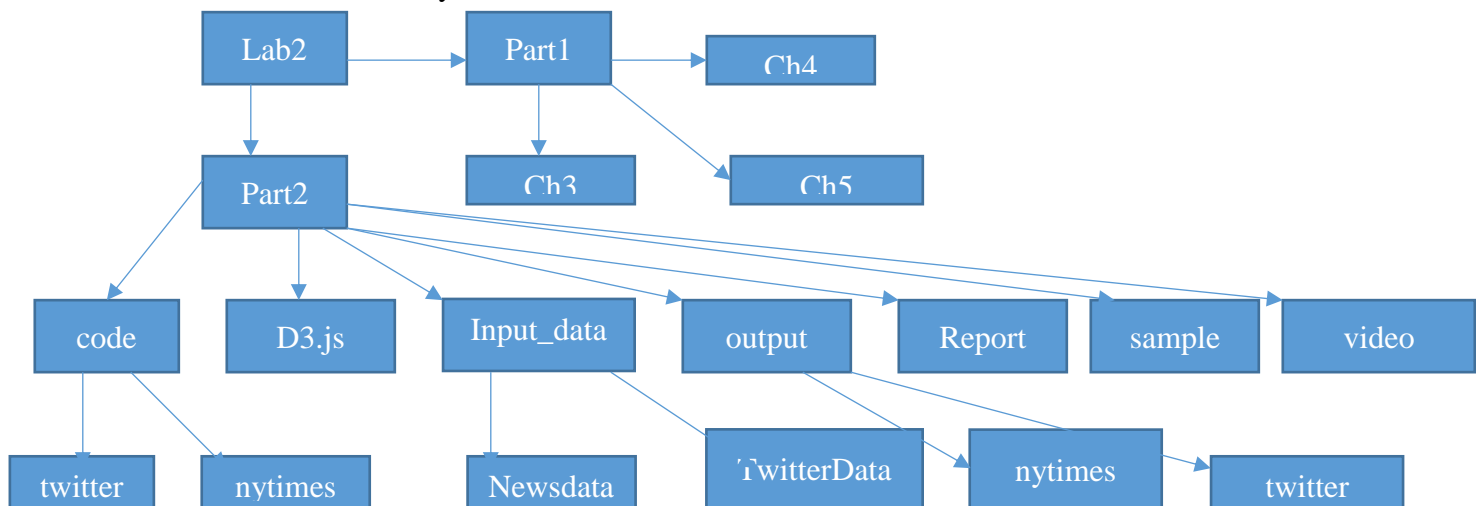 Lab2
Part1
Ch4
Part2
Ch3
Ch5
code
D3.js
Input_data
output
Report
sample
video
twitter
nytimes
Newsdata
TwitterData
nytimes
twitter